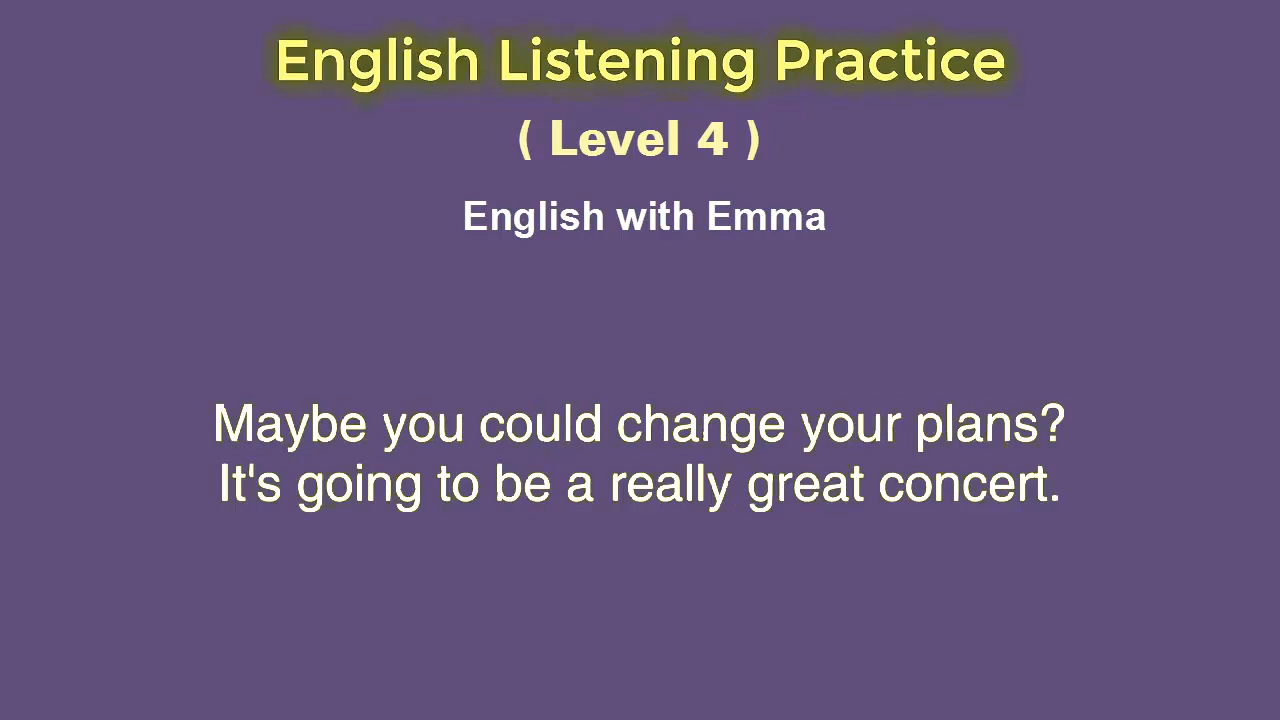 English Listening Practice
( Level 4 )
English with Emma
Maybe you could change your plans?
It's going to be a really great concert.